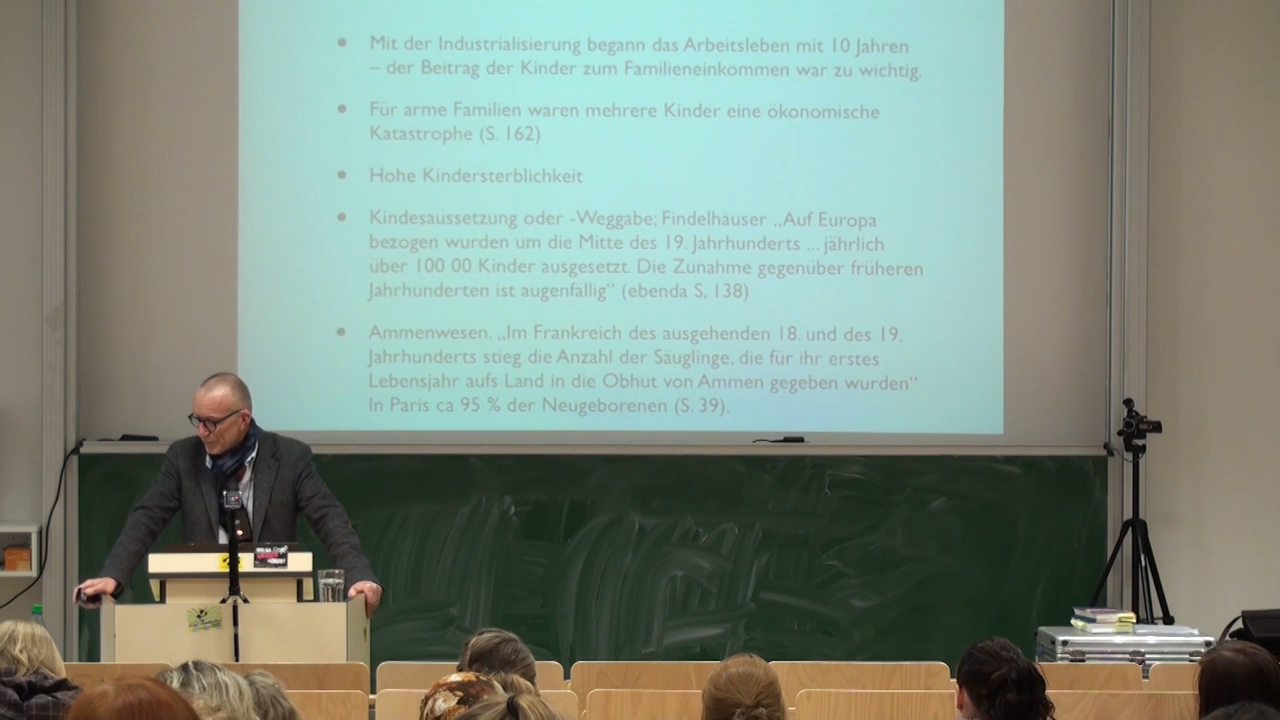 • Mit der Industrialisierung begann das Arbeitsleben mit 10 Jahren
– der Beitrag der Kinder zum Familieneinkommen war zu wichtig.
• Für arme Familien waren mehrere Kinder eine ökonomische
Katastrophe (S. 162)
• Hohe Kindersterblichkeit
• Kindesaussetzung oder -Weggabe; Findelhäuser „Auf Europa
bezogen wurden um die Mitte des 19. Jahrhunderts ... jährlich
über 100 00 Kinder ausgesetzt. Die Zunahme gegenüber früheren
Jahrhunderten ist augenfällig“ (ebenda S, 138)
• Ammenwesen. „Im Frankreich des ausgehenden 18. und des 19.
Jahrhunderts stieg die Anzahl der Säuglinge, die für ihr erstes
Lebensjahr aufs Land in die Obhut von Ammen gegeben wurden“
In Paris ca 95 % der Neugeborenen (S. 39).